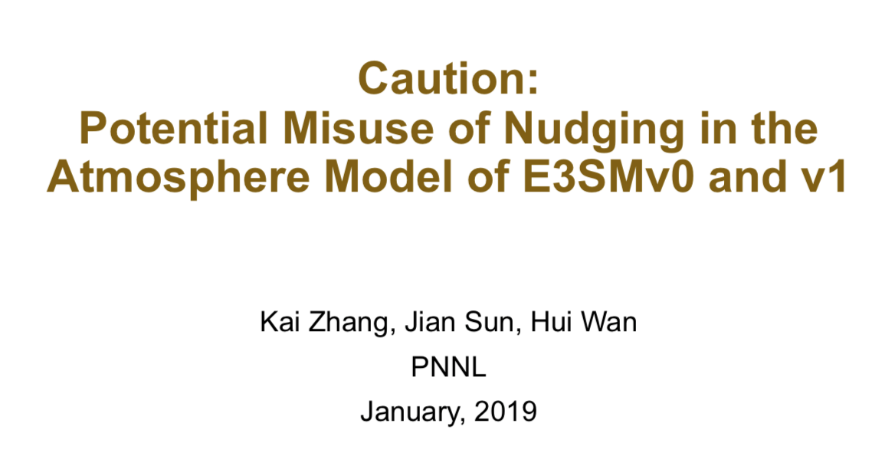 Caution:
Potential Misuse of Nudging in the
Atmosphere Model of E3SMv0 and v1
Kai Zhang, Jian Sun, Hui Wan
PNNL
January, 2019